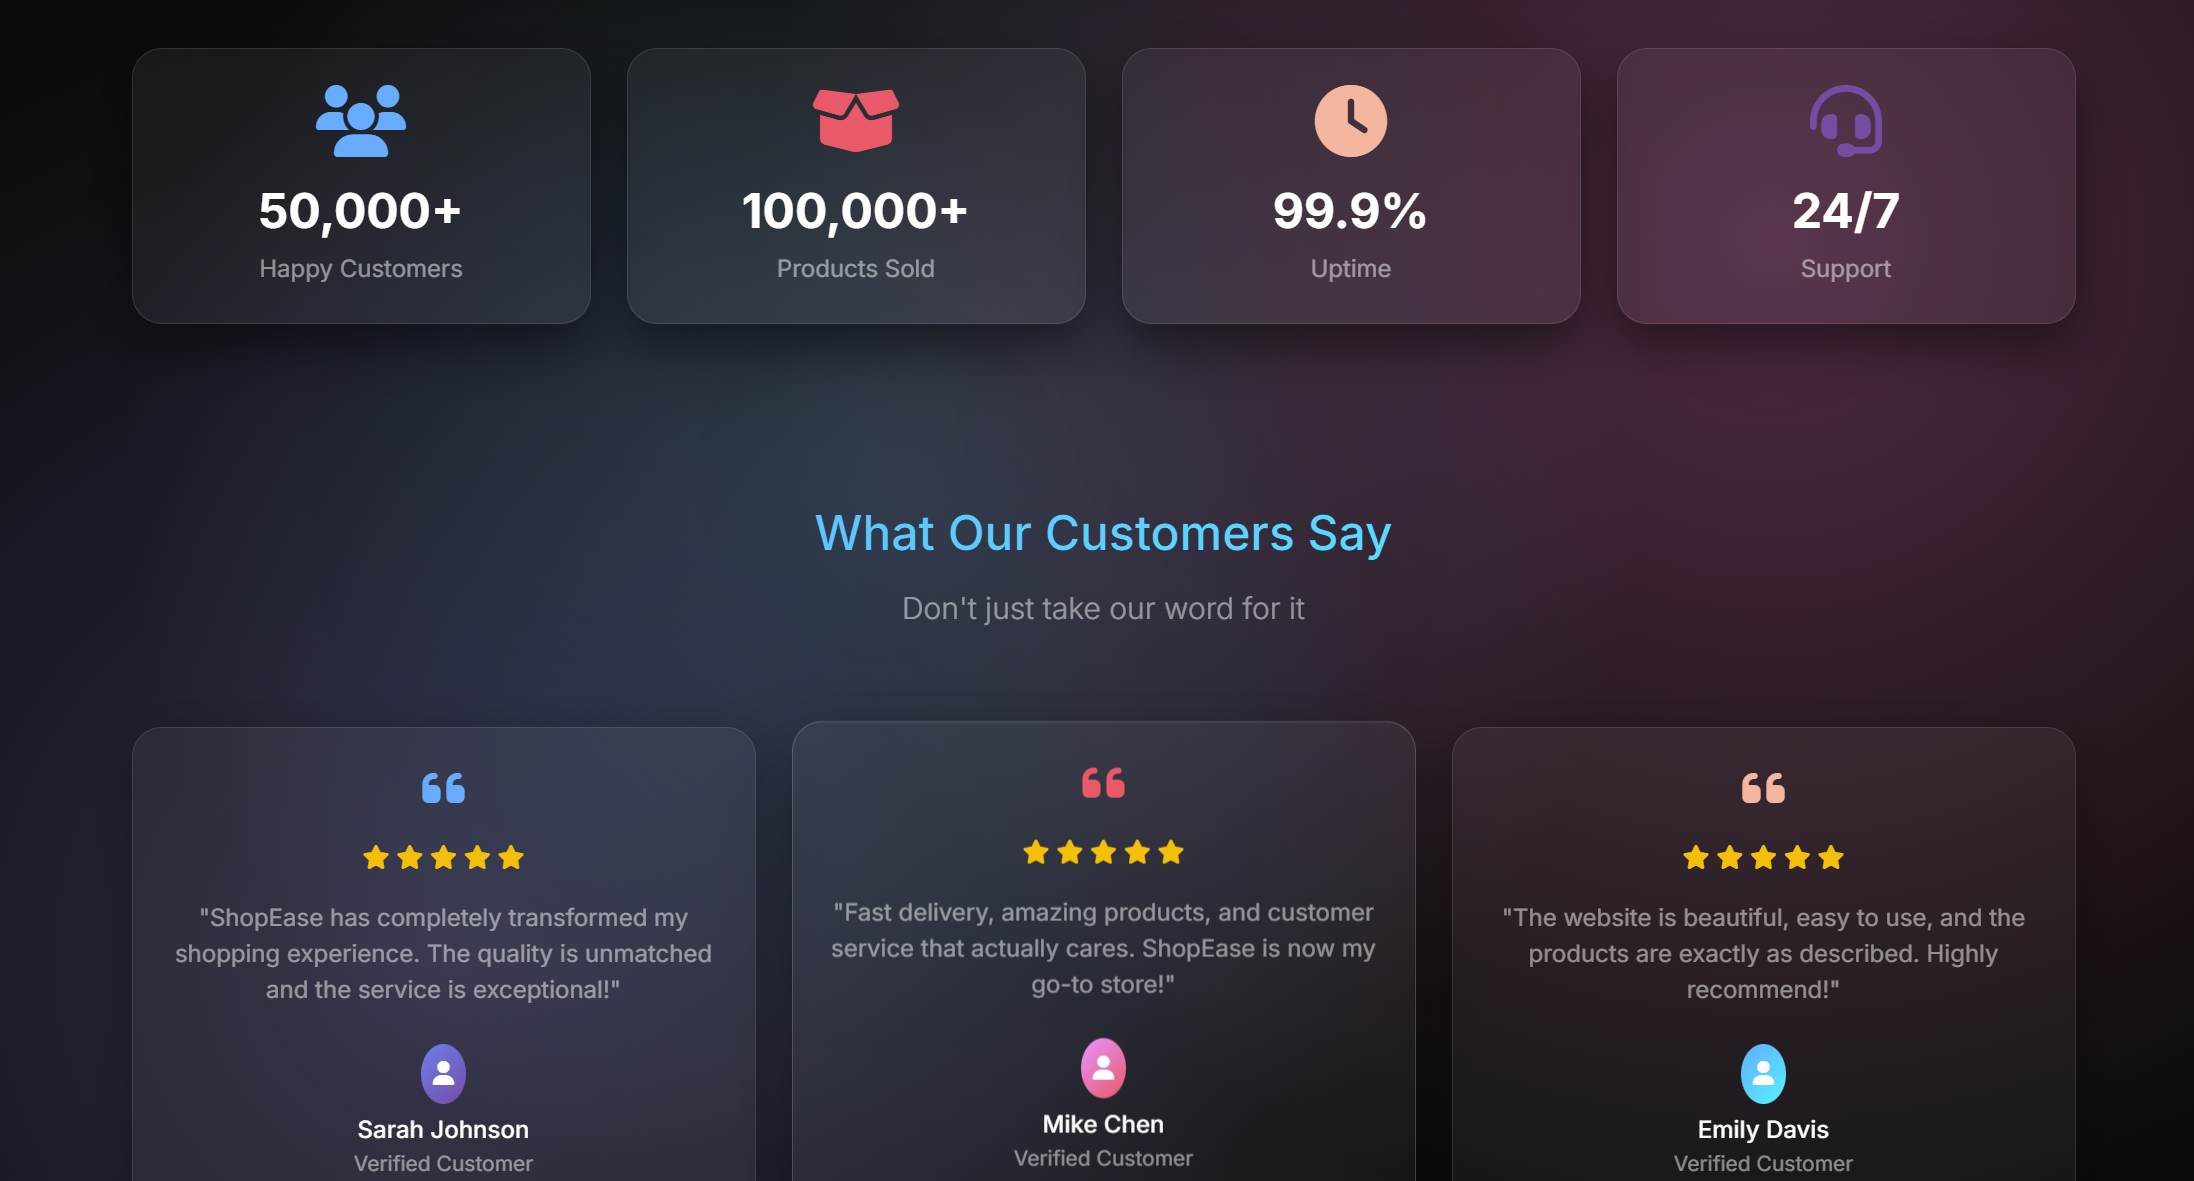 50,000+
Happy Customers
100,000+
Products Sold
99.9%
Uptime
24/7
Support
What Our Customers Say
Don't just take our word for it
"ShopEase has completely transformed my
shopping experience. The quality is unmatched
and the service is exceptional!"
Sarah Johnson
Verified Customer
"Fast delivery, amazing products, and customer
service that actually cares. ShopEase is now my
go-to store!"
Mike Chen
Verified Customer
"The website is beautiful, easy to use, and the
products are exactly as described. Highly
recommend!"
Emily Davis
Verified Customer